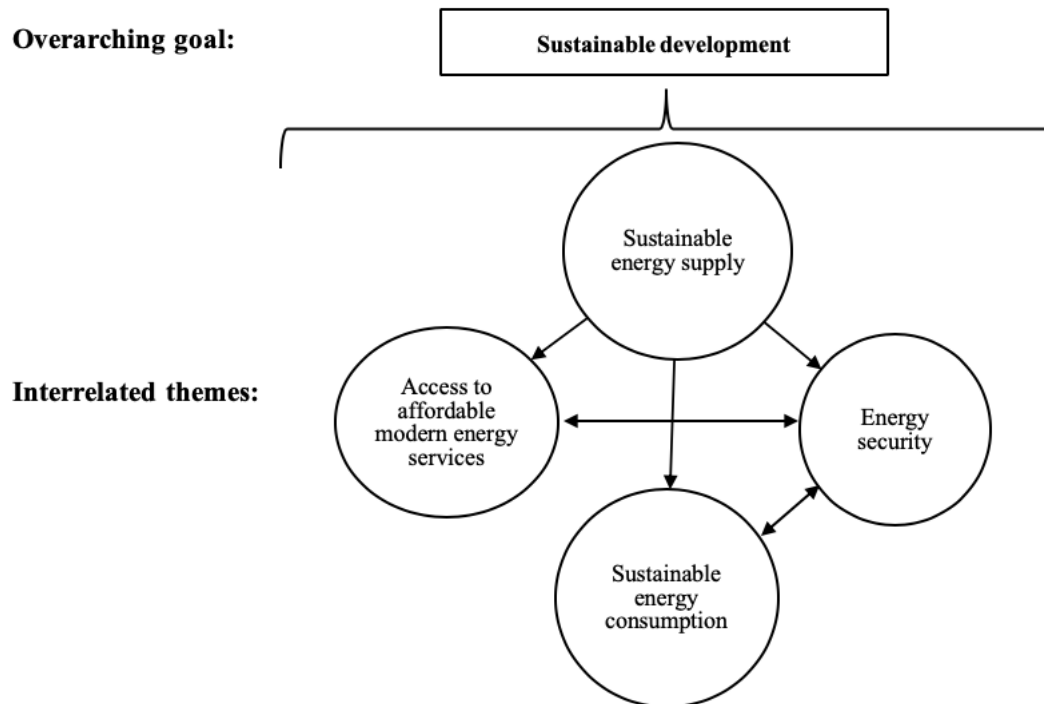 Overarching goal:
Sustainable development
Sustainable
energy supply
Interrelated themes:
Access to
affordable
modern energy
services
Energy
security
Sustainable
energy
consumption